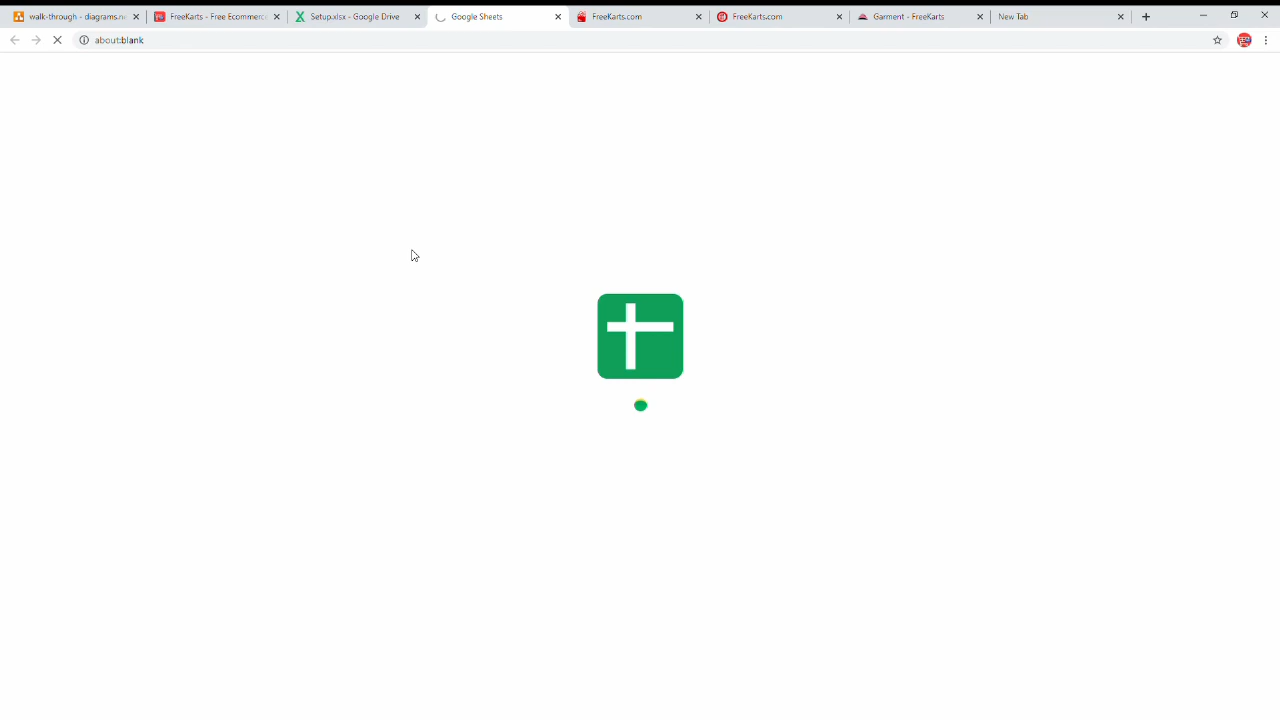 walk-through - diagrams.n
FreeKarts - Free Ecommerc
Setup.xlsx - Google Drive
Google Sheets
FreeKarts.com
FreeKarts.com
Garment - FreeKarts
New Tab
about:blank